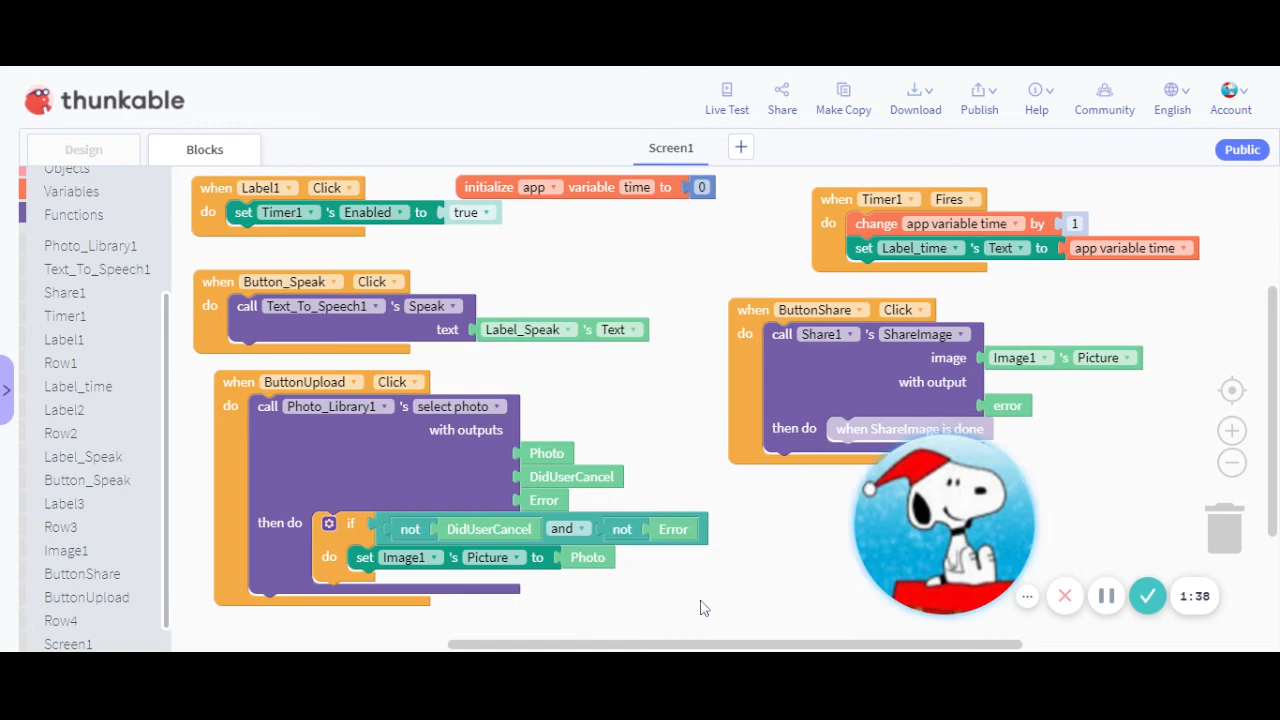 thunkable
Live Test
Share
Make Copy
Download
Publish
Help
Community
English
Account
Design
Blocks
Screen1
+
Public
Objects
Variables
Functions
Photo_Library1
Text_To_Speech1
Share1
Timer1
Label1
Row1
Label_time
Label2
Row2
Label_Speak
Button_Speak
Label3
Row3
Image1
ButtonShare
ButtonUpload
Row4
Screen1
when Label1 Click
do set Timer1 's Enabled to true
initialize app variable time to 0
when Timer1 Fires
do change app variable time by 1
set Label_time 's Text to app variable time
when Button_Speak Click
do call Text_To_Speech1 's Speak
text Label_Speak 's Text
when ButtonShare Click
do call Share1 's ShareImage
image Image1 's Picture
with output
error
then do when ShareImage is done
when ButtonUpload Click
do call Photo_Library1 's select photo
with outputs
Photo
DidUserCancel
Error
then do if not DidUserCancel and not Error
do set Image1 's Picture to Photo
1:38